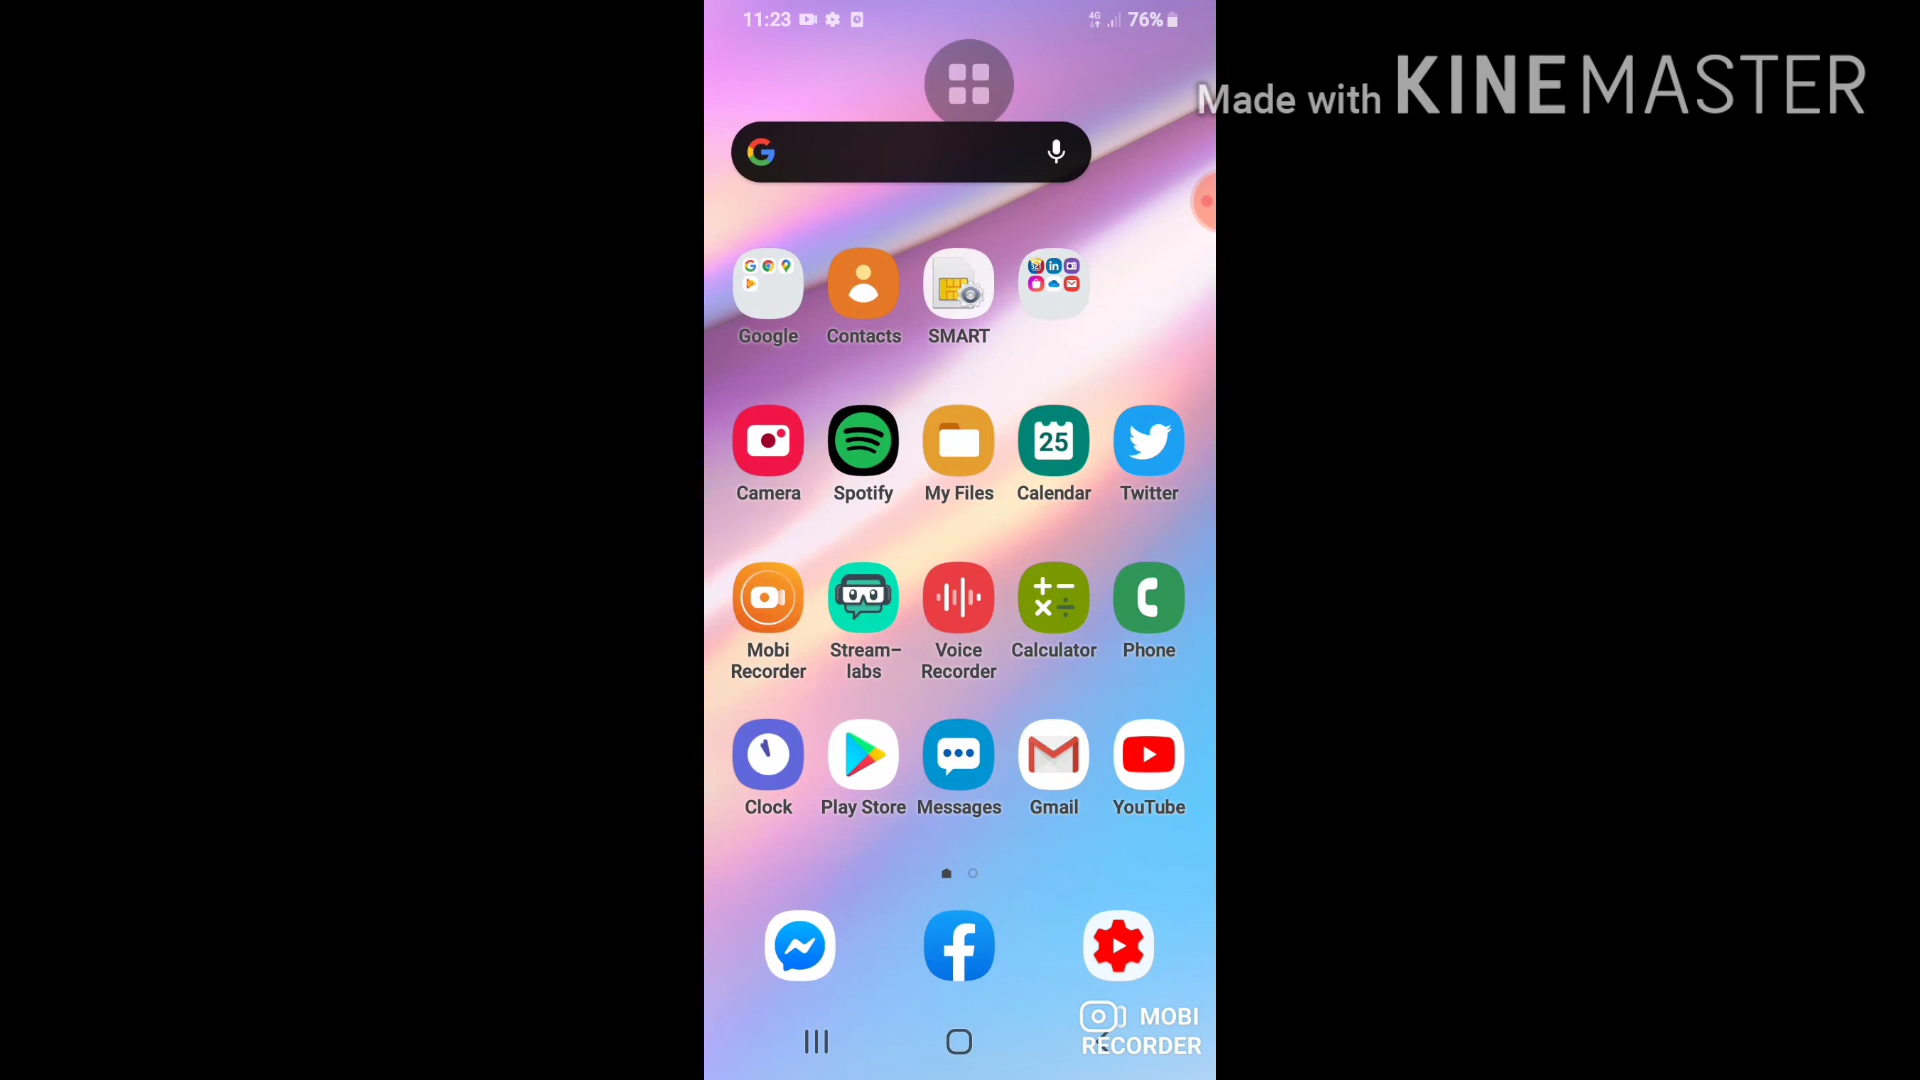 11:23
4G 76%
Made with KINEMASTER
Google Contacts SMART
25
Camera Spotify My Files Calendar Twitter
Mobi Recorder
Stream-labs
Voice Recorder
Calculator Phone
Clock Play Store Messages Gmail YouTube
MOBI
RECORDER